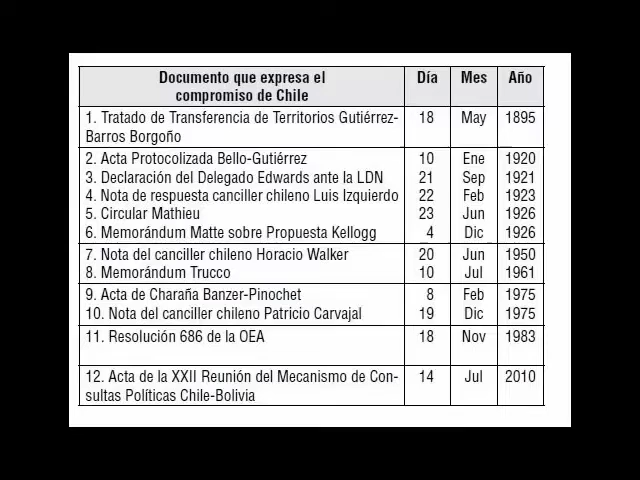 Documento que expresa el Día Mes Año
compromiso de Chile
1. Tratado de Transferencia de Territorios Gutiérrez- 18 May 1895
Barros Borgoño
2. Acta Protocolizada Bello-Gutiérrez 10 Ene 1920
3. Declaración del Delegado Edwards ante la LDN 21 Sep 1921
4. Nota de respuesta canciller chileno Luis Izquierdo 22 Feb 1923
5. Circular Mathieu 23 Jun 1926
6. Memorándum Matte sobre Propuesta Kellogg 4 Dic 1926
7. Nota del canciller chileno Horacio Walker 20 Jun 1950
8. Memorándum Trucco 10 Jul 1961
9. Acta de Charaña Banzer-Pinochet 8 Feb 1975
10. Nota del canciller chileno Patricio Carvajal 19 Dic 1975
11. Resolución 686 de la OEA 18 Nov 1983
12. Acta de la XXII Reunión del Mecanismo de Con- 14 Jul 2010
sultas Políticas Chile-Bolivia